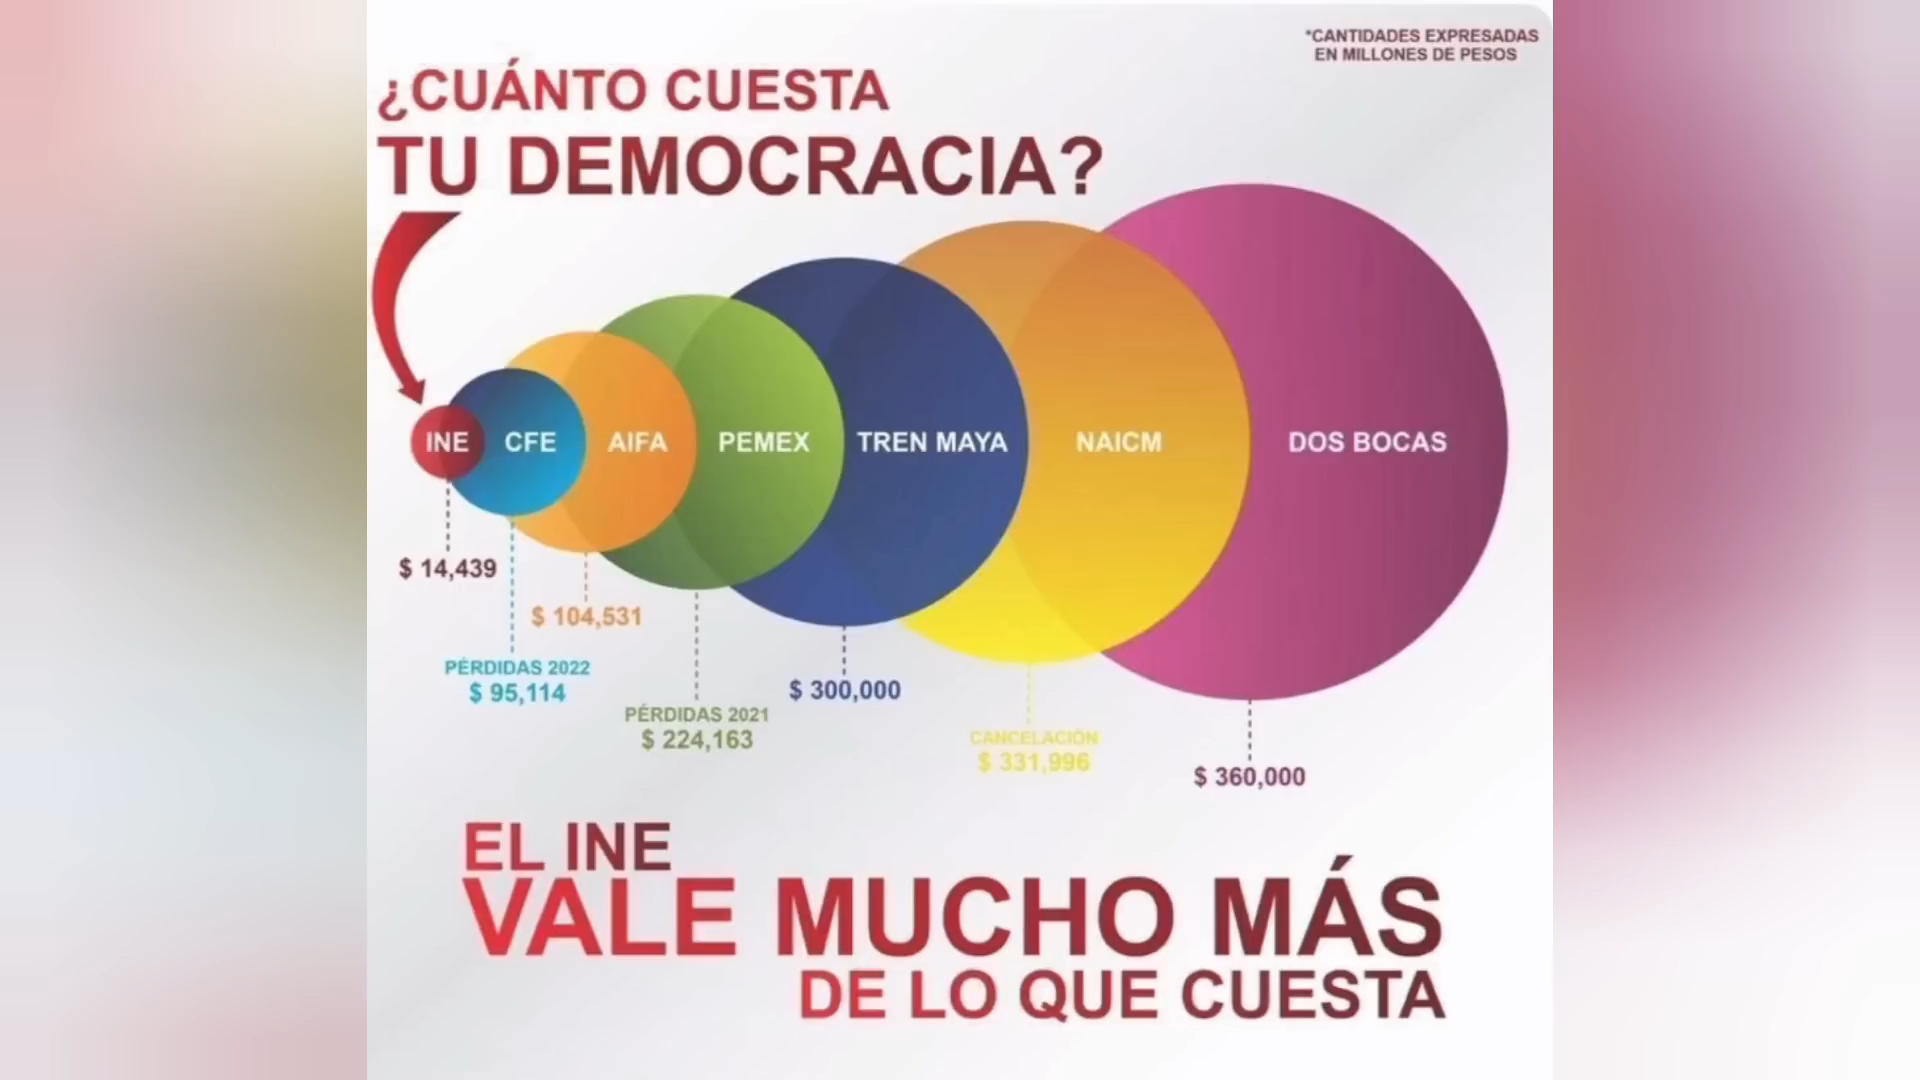 *CANTIDADES EXPRESADAS
EN MILLONES DE PESOS
¿CUÁNTO CUESTA
TU DEMOCRACIA?
INE
CFE
AIFA
PEMEX
TREN MAYA
NAICM
DOS BOCAS
$ 14,439
PÉRDIDAS 2022
$ 95,114
$ 104,531
PÉRDIDAS 2021
$ 224,163
$ 300,000
CANCELACIÓN
$ 331,996
$ 360,000
EL INE
VALE MUCHO MÁS
DE LO QUE CUESTA